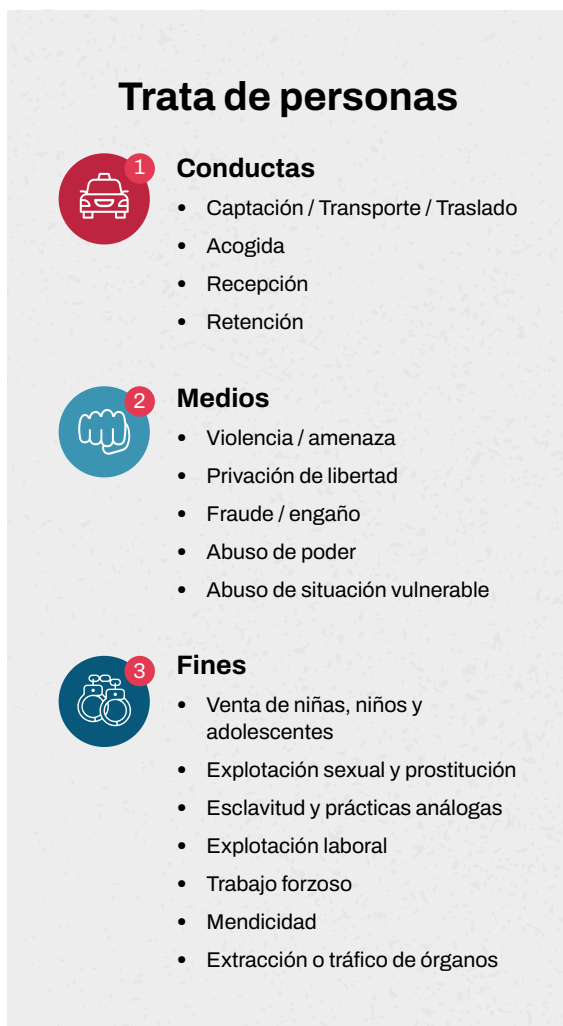 Trata de personas
1
Conductas
• Captación / Transporte / Traslado
• Acogida
• Recepción
• Retención
2
Medios
• Violencia / amenaza
• Privación de libertad
• Fraude / engaño
• Abuso de poder
• Abuso de situación vulnerable
3
Fines
• Venta de niñas, niños y
adolescentes
• Explotación sexual y prostitución
• Esclavitud y prácticas análogas
• Explotación laboral
• Trabajo forzoso
• Mendicidad
• Extracción o tráfico de órganos